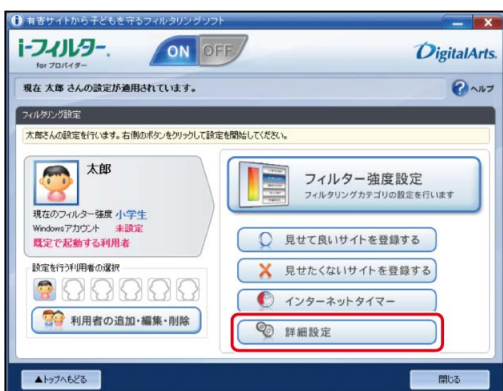 有害サイトから子どもを守るフィルタリングソフト
i-フィルター.
for プロバイダー
ON OFF
DigitalArts.
現在 太郎 さんの設定が適用されています。
ヘルプ
フィルタリング設定
太郎さんの設定を行います。右側のボタンをクリックして設定を開始してください。
太郎
現在のフィルター強度 小学生
Windowsアカウント 未設定
既定で起動する利用者
設定を行う利用者の選択
利用者の追加・編集・削除
フィルター強度設定
フィルタリングカテゴリの設定を行います
見せて良いサイトを登録する
見せたくないサイトを登録する
インターネットタイマー
詳細設定
▲トップへもどる
閉じる